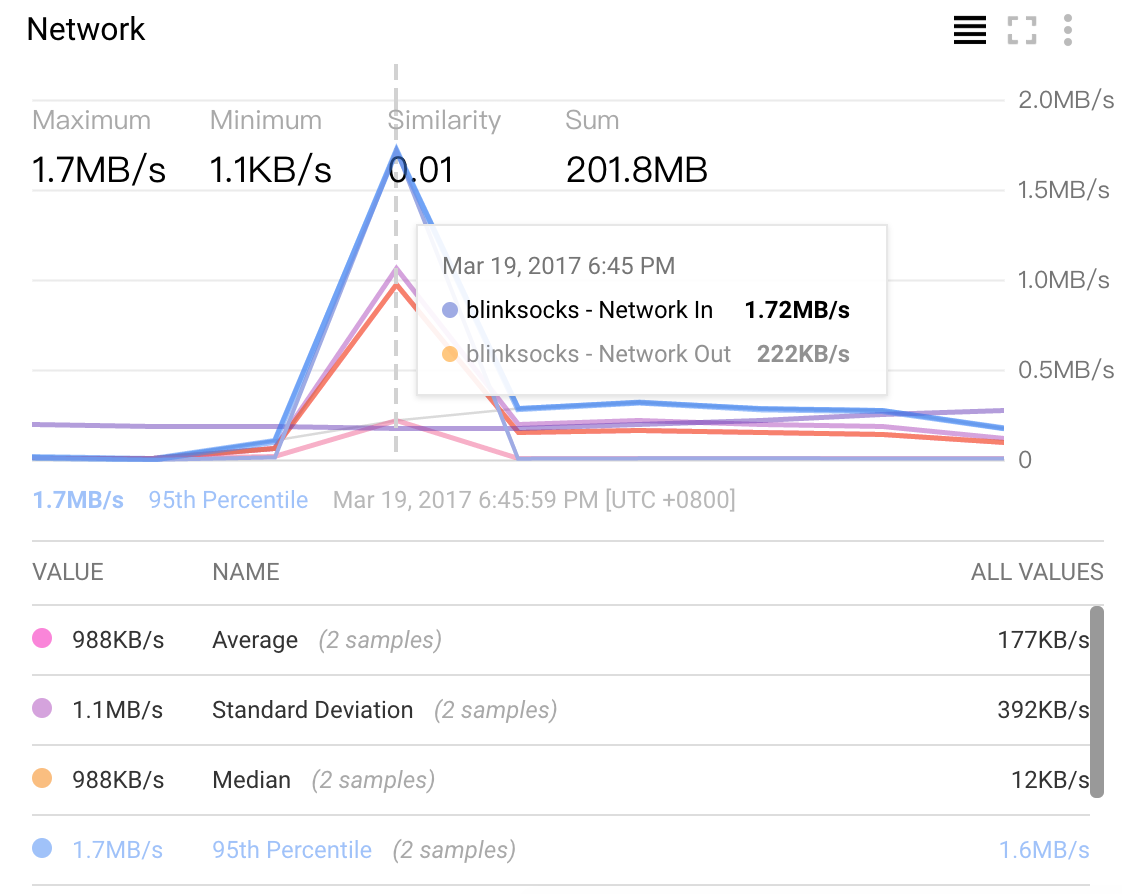 Network
2.0MB/s
Maximum Minimum Similarity Sum
1.7MB/s 1.1KB/s 0.01 201.8MB
1.5MB/s
Mar 19, 2017 6:45 PM
1.0MB/s
blinksocks - Network In 1.72MB/s
blinksocks - Network Out 222KB/s
0.5MB/s
0
1.7MB/s 95th Percentile Mar 19, 2017 6:45:59 PM [UTC +0800]
VALUE NAME ALL VALUES
988KB/s Average (2 samples) 177KB/s
1.1MB/s Standard Deviation (2 samples) 392KB/s
988KB/s Median (2 samples) 12KB/s
1.7MB/s 95th Percentile (2 samples) 1.6MB/s